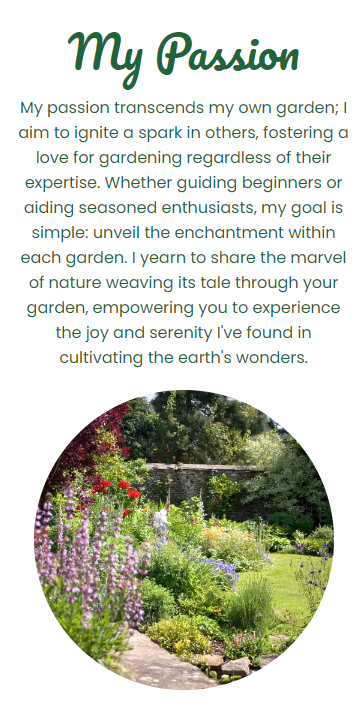 My Passion
My passion transcends my own garden; I
aim to ignite a spark in others, fostering a
love for gardening regardless of their
expertise. Whether guiding beginners or
aiding seasoned enthusiasts, my goal is
simple: unveil the enchantment within
each garden. I yearn to share the marvel
of nature weaving its tale through your
garden, empowering you to experience
the joy and serenity I've found in
cultivating the earth's wonders.